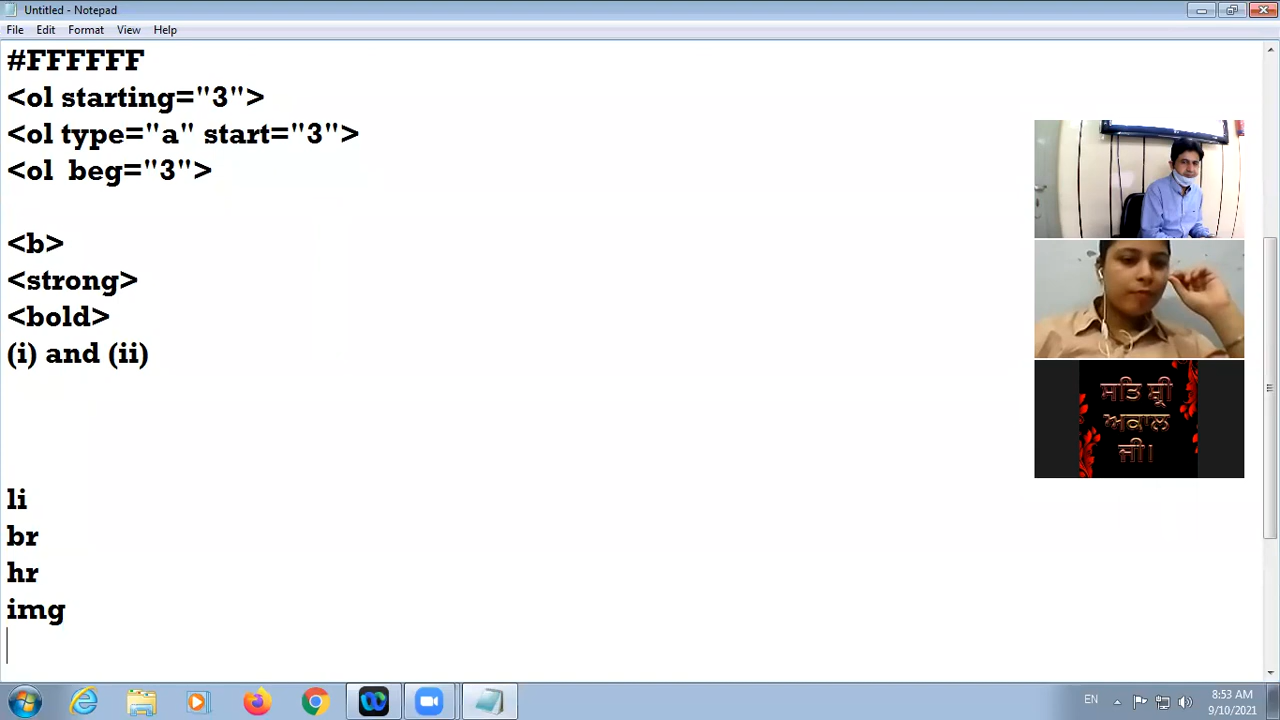 Untitled - Notepad
File Edit Format View Help
#FFFFFF
<ol starting="3">
<ol type="a" start="3">
<ol  beg="3">
<b>
<strong>
<bold>
(i) and (ii)
ਸਤਿ ਸ਼੍ਰੀ
ਅਕਾਲ
ਜੀ।
li
br
hr
img
EN
8:53 AM
9/10/2021